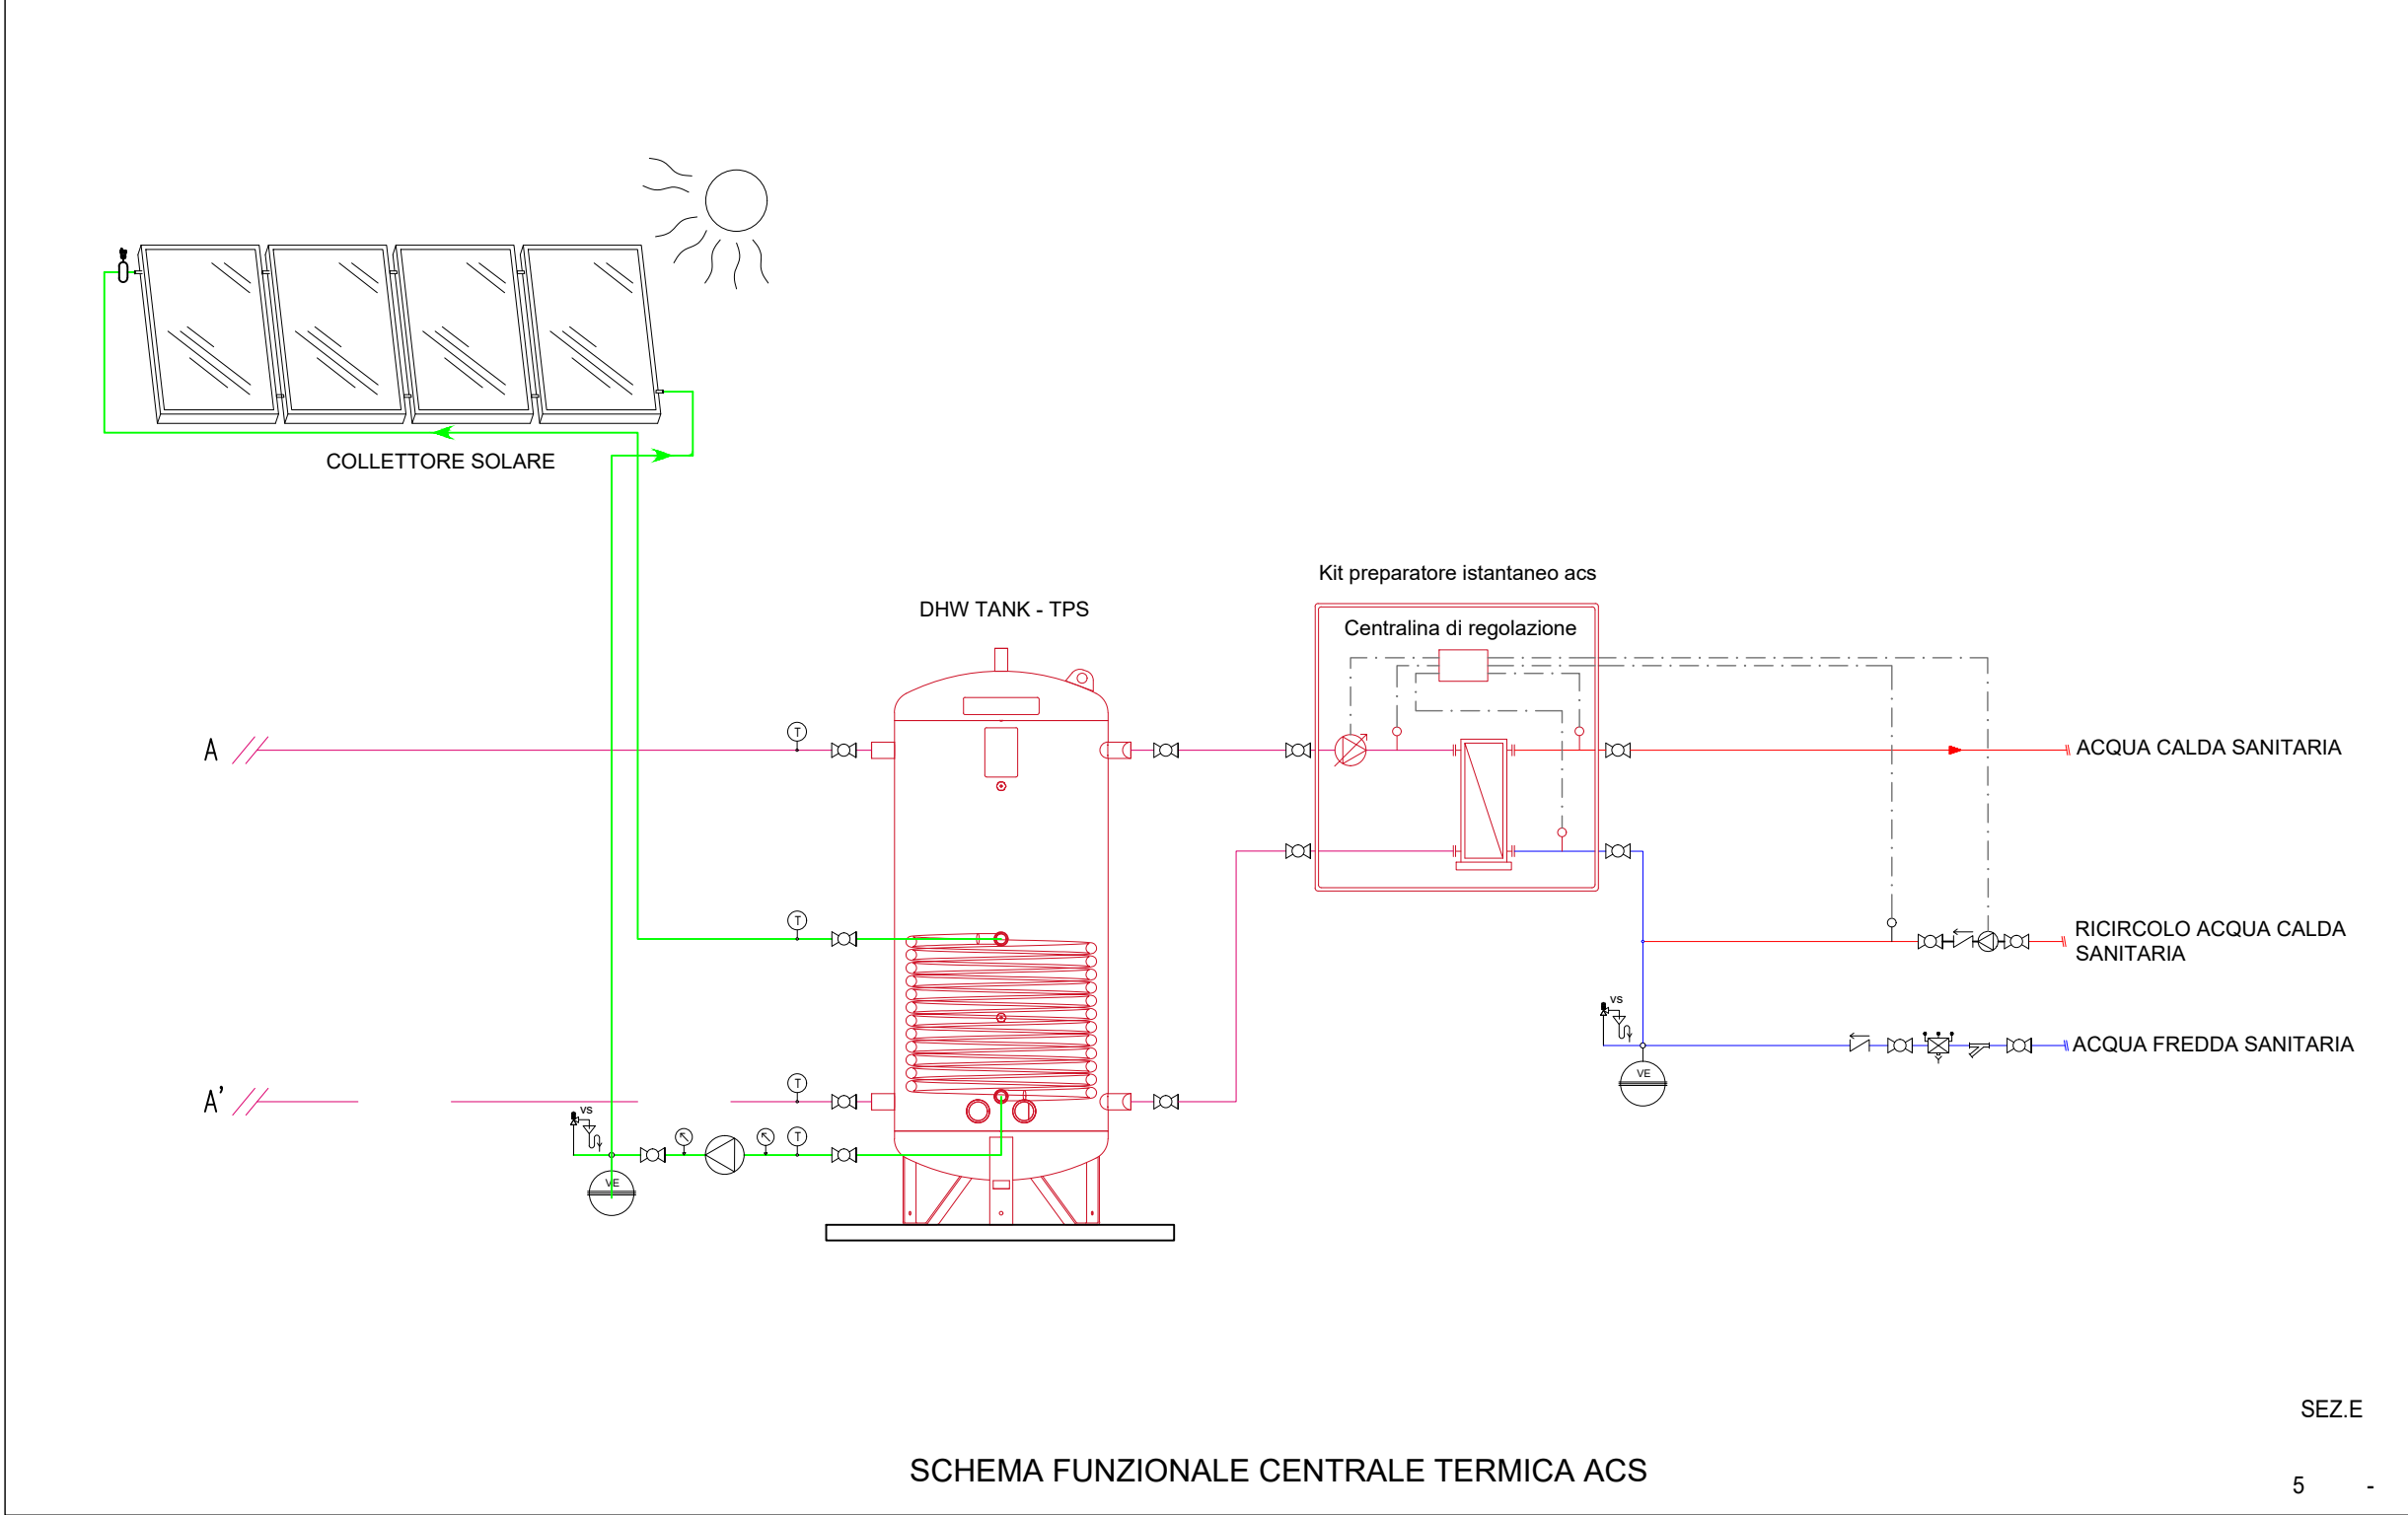 COLLETTORE SOLARE
Kit preparatore istantaneo acs
DHW TANK - TPS
Centralina di regolazione
A
T
ACQUA CALDA SANITARIA
T
RICIRCOLO ACQUA CALDA
SANITARIA
VS
ACQUA FREDDA SANITARIA
VE
A'
T
VS
T
VE
SEZ.E
SCHEMA FUNZIONALE CENTRALE TERMICA ACS
5 -